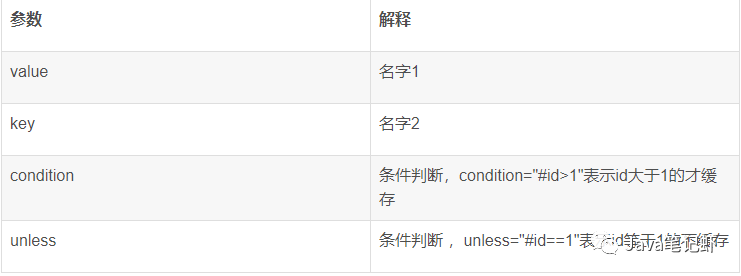 参数 解释
value 名字1
key 名字2
condition 条件判断，condition="#id>1"表示id大于1的才缓
存
unless 条件判断 ，unless="#id==1"表示id等于1的不缓存
Java笔记虾